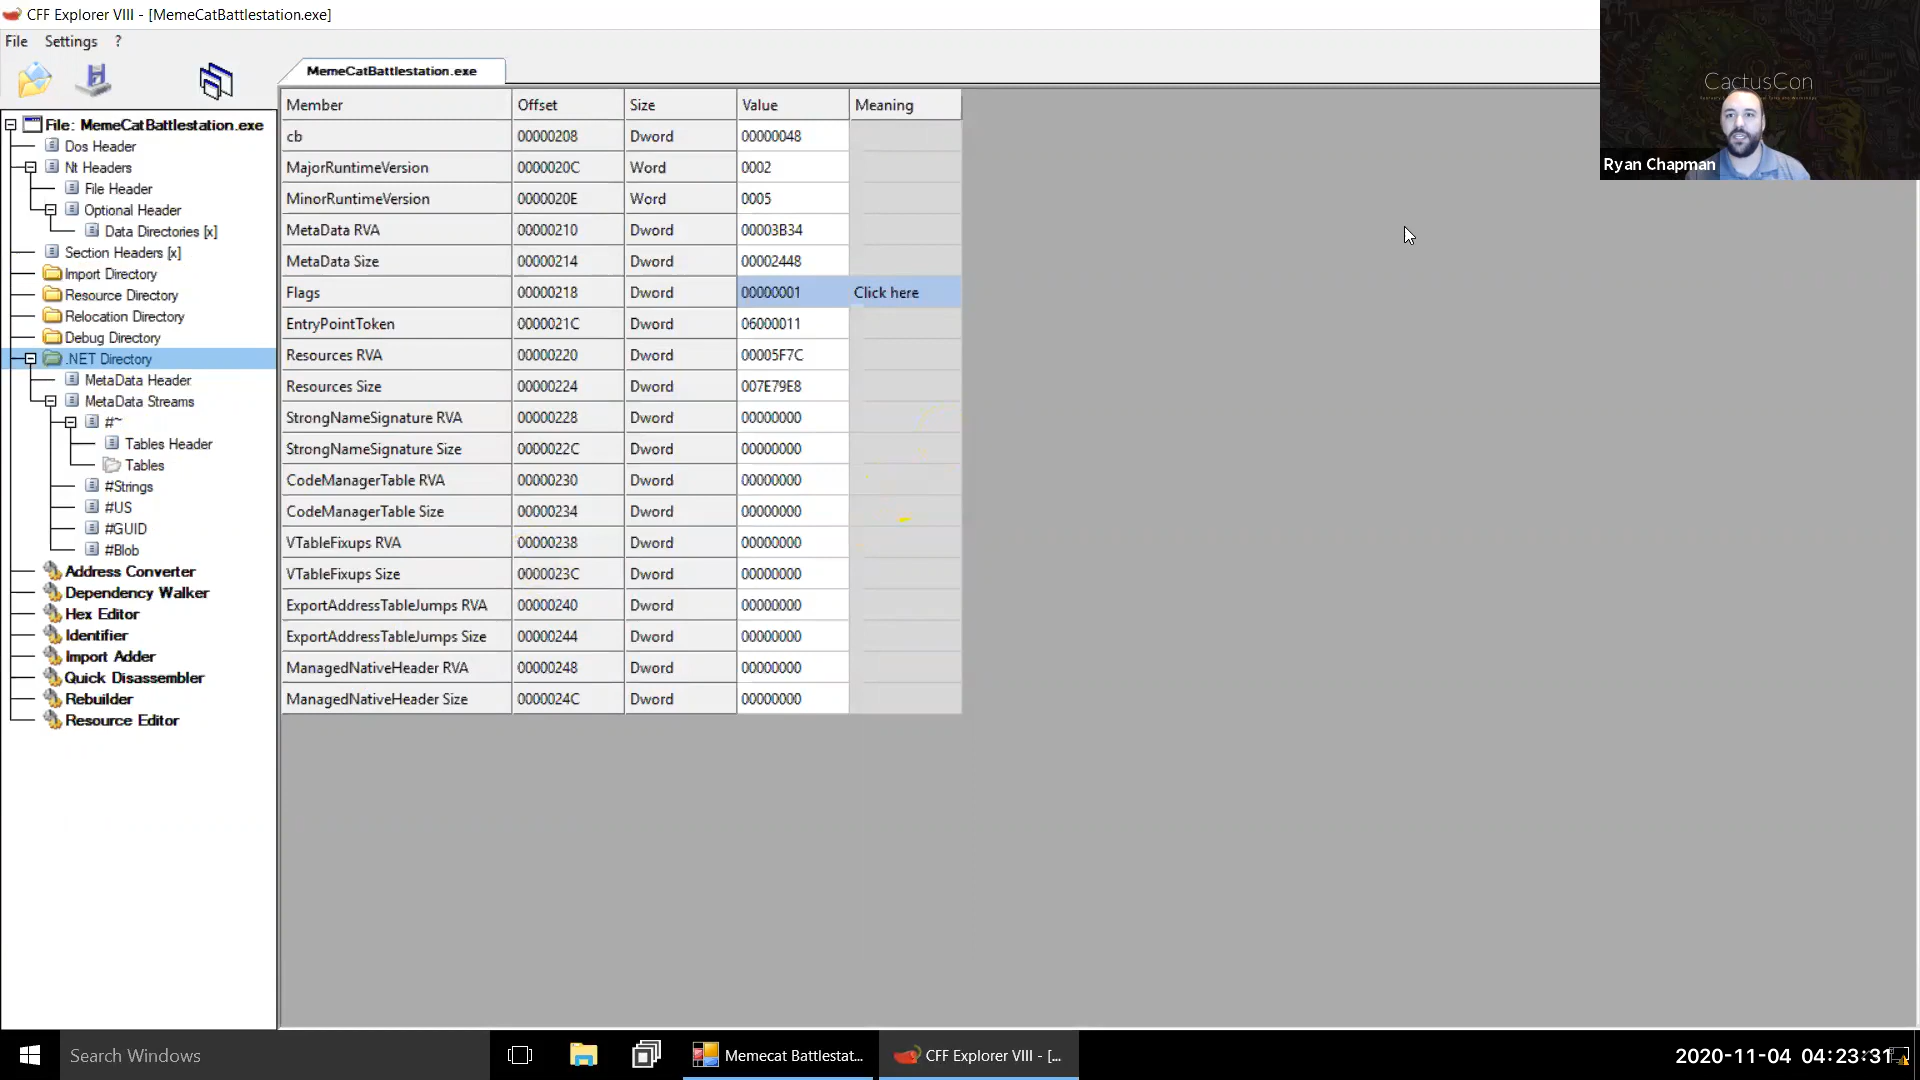 CFF Explorer VIII - [MemeCatBattlestation.exe]
File Settings ?
MemeCatBattlestation.exe
File: MemeCatBattlestation.exe
Dos Header
Nt Headers
File Header
Optional Header
Data Directories [x]
Section Headers [x]
Import Directory
Resource Directory
Relocation Directory
Debug Directory
.NET Directory
MetaData Header
MetaData Streams
#~
Tables Header
Tables
#Strings
#US
#GUID
#Blob
Address Converter
Dependency Walker
Hex Editor
Identifier
Import Adder
Quick Disassembler
Rebuilder
Resource Editor
Member Offset Size Value Meaning
cb 00000208 Dword 00000048
MajorRuntimeVersion 0000020C Word 0002
MinorRuntimeVersion 0000020E Word 0005
MetaData RVA 00000210 Dword 00003B34
MetaData Size 00000214 Dword 00002448
Flags 00000218 Dword 00000001 Click here
EntryPointToken 0000021C Dword 06000011
Resources RVA 00000220 Dword 00005F7C
Resources Size 00000224 Dword 007E79E8
StrongNameSignature RVA 00000228 Dword 00000000
StrongNameSignature Size 0000022C Dword 00000000
CodeManagerTable RVA 00000230 Dword 00000000
CodeManagerTable Size 00000234 Dword 00000000
VTableFixups RVA 00000238 Dword 00000000
VTableFixups Size 0000023C Dword 00000000
ExportAddressTableJumps RVA 00000240 Dword 00000000
ExportAddressTableJumps Size 00000244 Dword 00000000
ManagedNativeHeader RVA 00000248 Dword 00000000
ManagedNativeHeader Size 0000024C Dword 00000000
CactusCon
Ryan Chapman
Search Windows
Memecat Battlestat...
CFF Explorer VIII - [...
2020-11-04 04:23:31